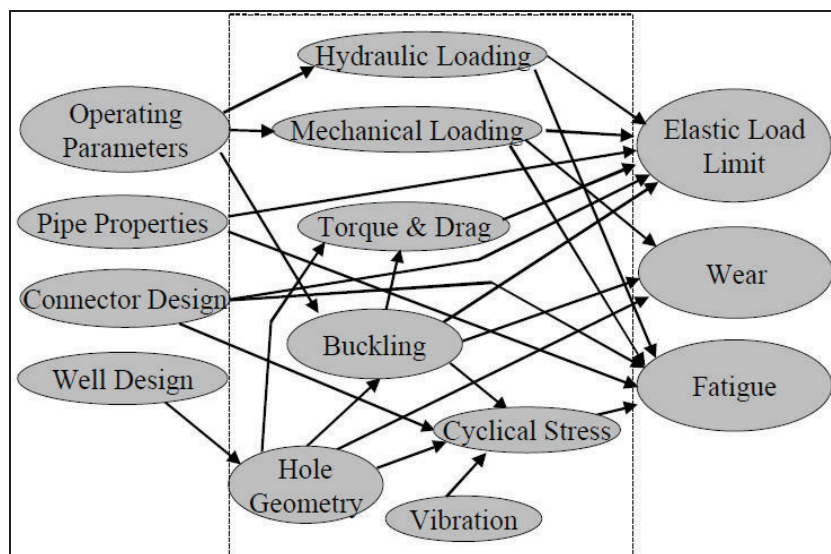 Hydraulic Loading
Operating
Parameters
Mechanical Loading
Elastic Load
Limit
Pipe Properties
Torque & Drag
Connector Design
Wear
Buckling
Well Design
Fatigue
Cyclical Stress
Hole
Geometry
Vibration